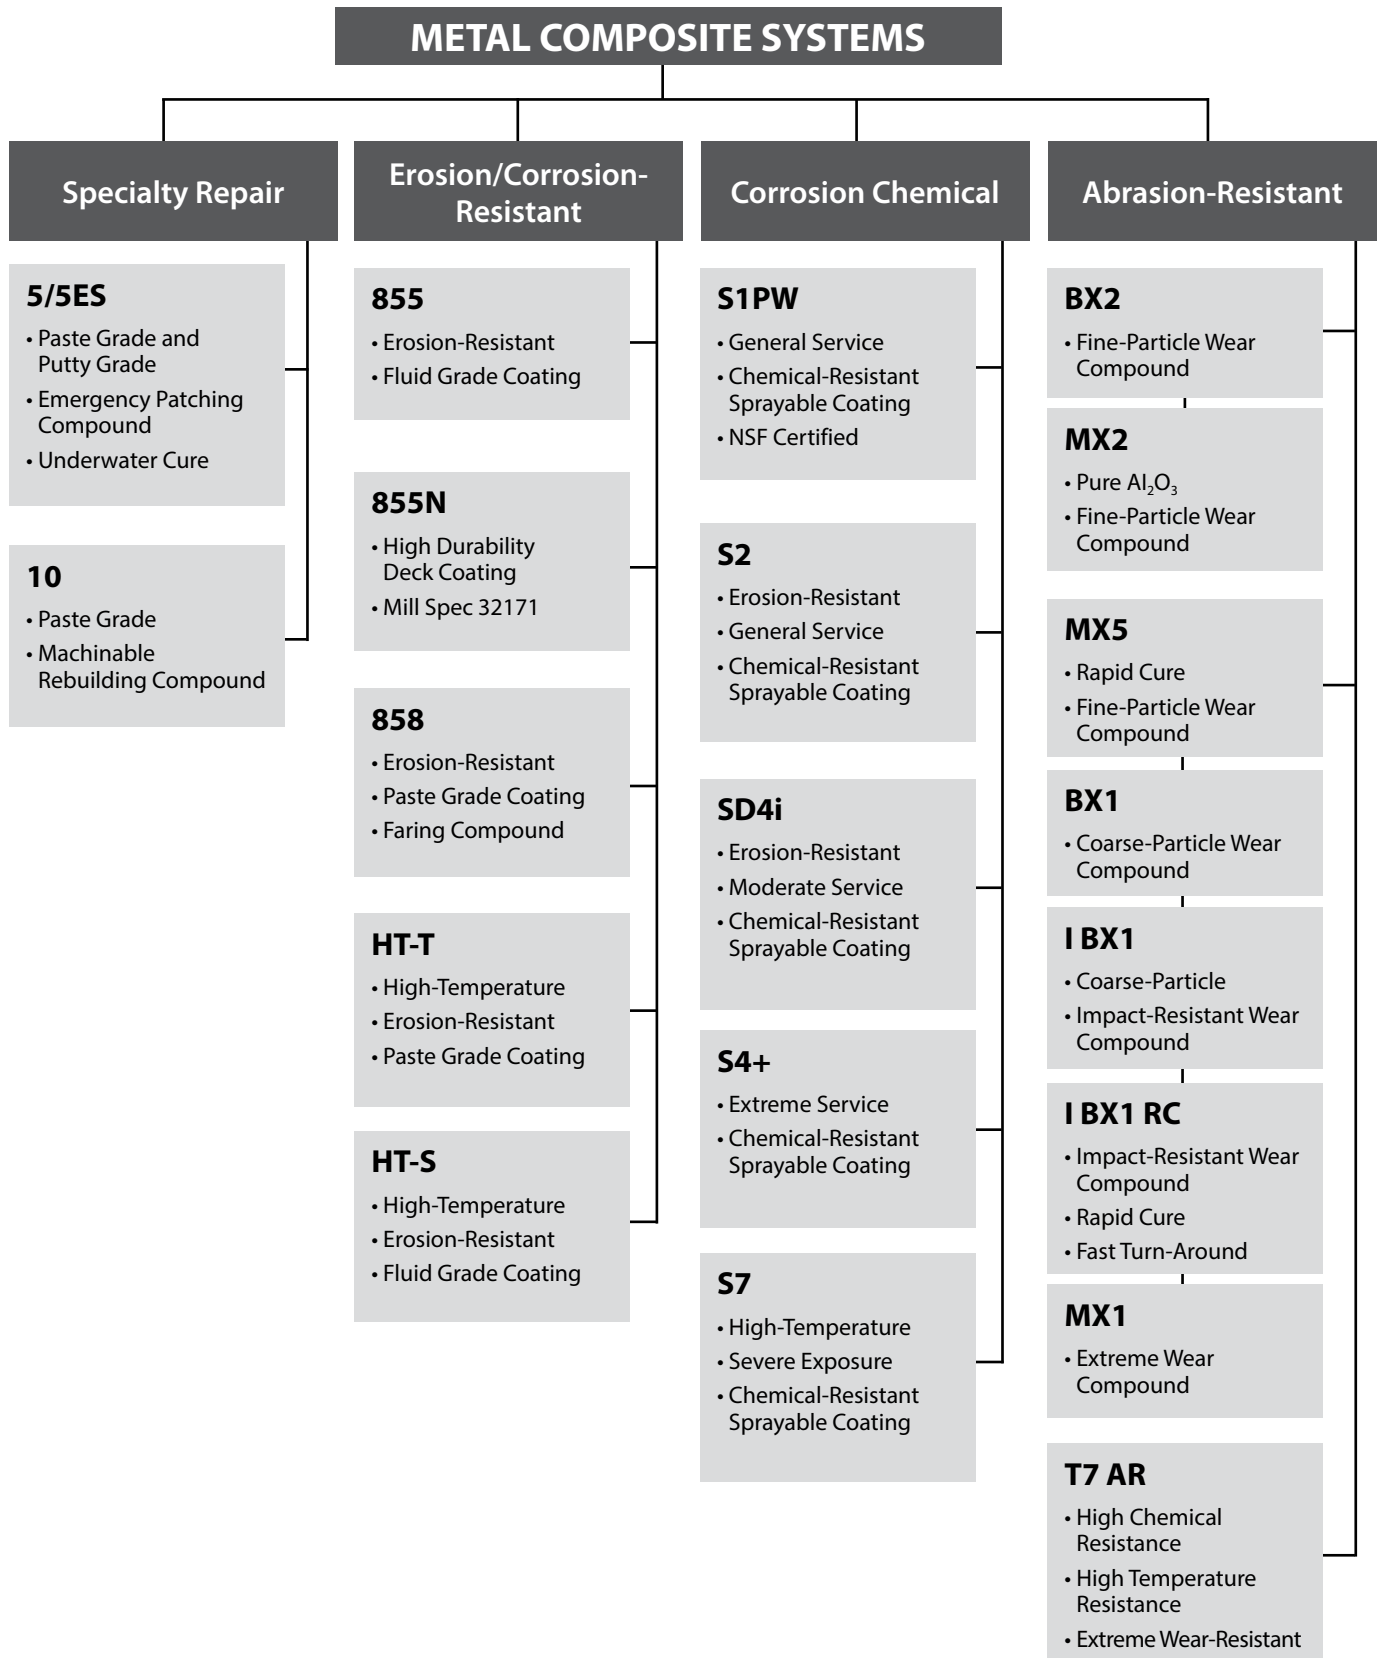 METAL COMPOSITE SYSTEMS
Specialty Repair
5/5ES
• Paste Grade and
Putty Grade
• Emergency Patching
Compound
• Underwater Cure
10
• Paste Grade
• Machinable
Rebuilding Compound
Erosion/Corrosion-
Resistant
855
• Erosion-Resistant
• Fluid Grade Coating
855N
• High Durability
Deck Coating
• Mill Spec 32171
858
• Erosion-Resistant
• Paste Grade Coating
• Faring Compound
HT-T
• High-Temperature
• Erosion-Resistant
• Paste Grade Coating
HT-S
• High-Temperature
• Erosion-Resistant
• Fluid Grade Coating
Corrosion Chemical
S1PW
• General Service
• Chemical-Resistant
Sprayable Coating
• NSF Certified
S2
• Erosion-Resistant
• General Service
• Chemical-Resistant
Sprayable Coating
SD4i
• Erosion-Resistant
• Moderate Service
• Chemical-Resistant
Sprayable Coating
S4+
• Extreme Service
• Chemical-Resistant
Sprayable Coating
S7
• High-Temperature
• Severe Exposure
• Chemical-Resistant
Sprayable Coating
Abrasion-Resistant
BX2
• Fine-Particle Wear
Compound
MX2
• Pure Al₂O₃
• Fine-Particle Wear
Compound
MX5
• Rapid Cure
• Fine-Particle Wear
Compound
BX1
• Coarse-Particle Wear
Compound
I BX1
• Coarse-Particle
• Impact-Resistant Wear
Compound
I BX1 RC
• Impact-Resistant Wear
Compound
• Rapid Cure
• Fast Turn-Around
MX1
• Extreme Wear
Compound
T7 AR
• High Chemical
Resistance
• High Temperature
Resistance
• Extreme Wear-Resistant